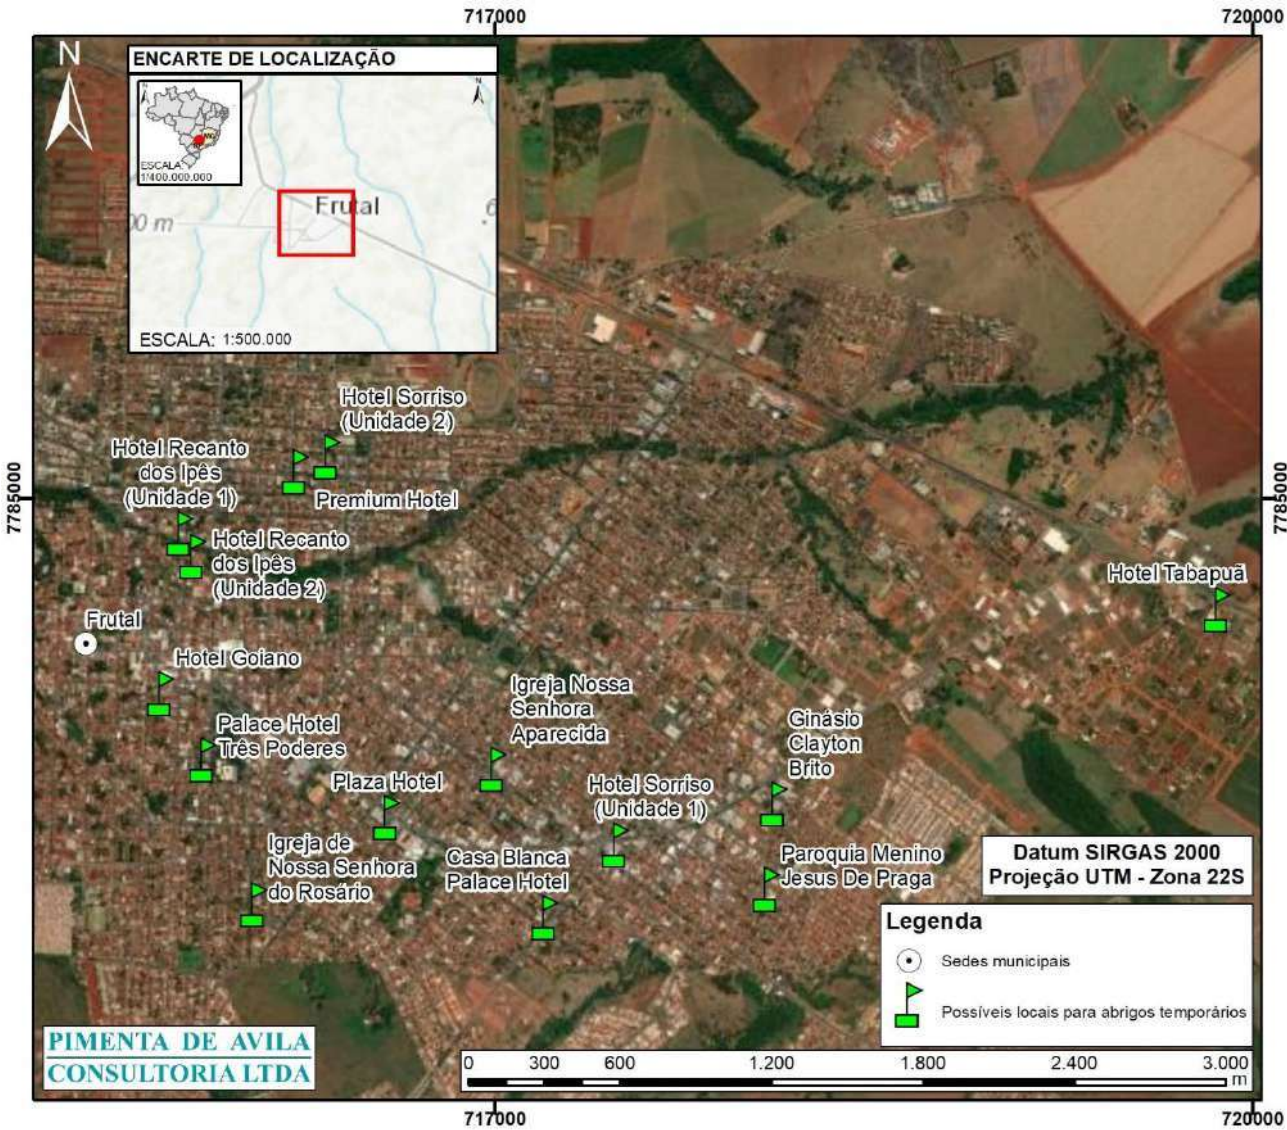 717000
720000
N
ENCARTE DE LOCALIZAÇÃO
N
N
MG
ESCALA:
1/400.000.000
Frutal
00 m
6
ESCALA: 1:500.000
Hotel Sorriso
(Unidade 2)
Hotel Recanto
dos Ipês
(Unidade 1)
Premium Hotel
7785000
7785000
Hotel Recanto
dos Ipês
(Unidade 2)
Hotel Tabapuã
Frutal
Hotel Goiano
Igreja Nossa
Senhora
Aparecida
Palace Hotel
Três Poderes
Ginásio
Clayton
Brito
Plaza Hotel
Hotel Sorriso
(Unidade 1)
Igreja de
Nossa Senhora
do Rosário
Casa Blanca
Palace Hotel
Paroquia Menino
Jesus De Praga
Datum SIRGAS 2000
Projeção UTM - Zona 22S
Legenda
Sedes municipais
Possíveis locais para abrigos temporários
PIMENTA DE AVILA
CONSULTORIA LTDA
0 300 600 1.200 1.800 2.400 3.000
m
717000
720000